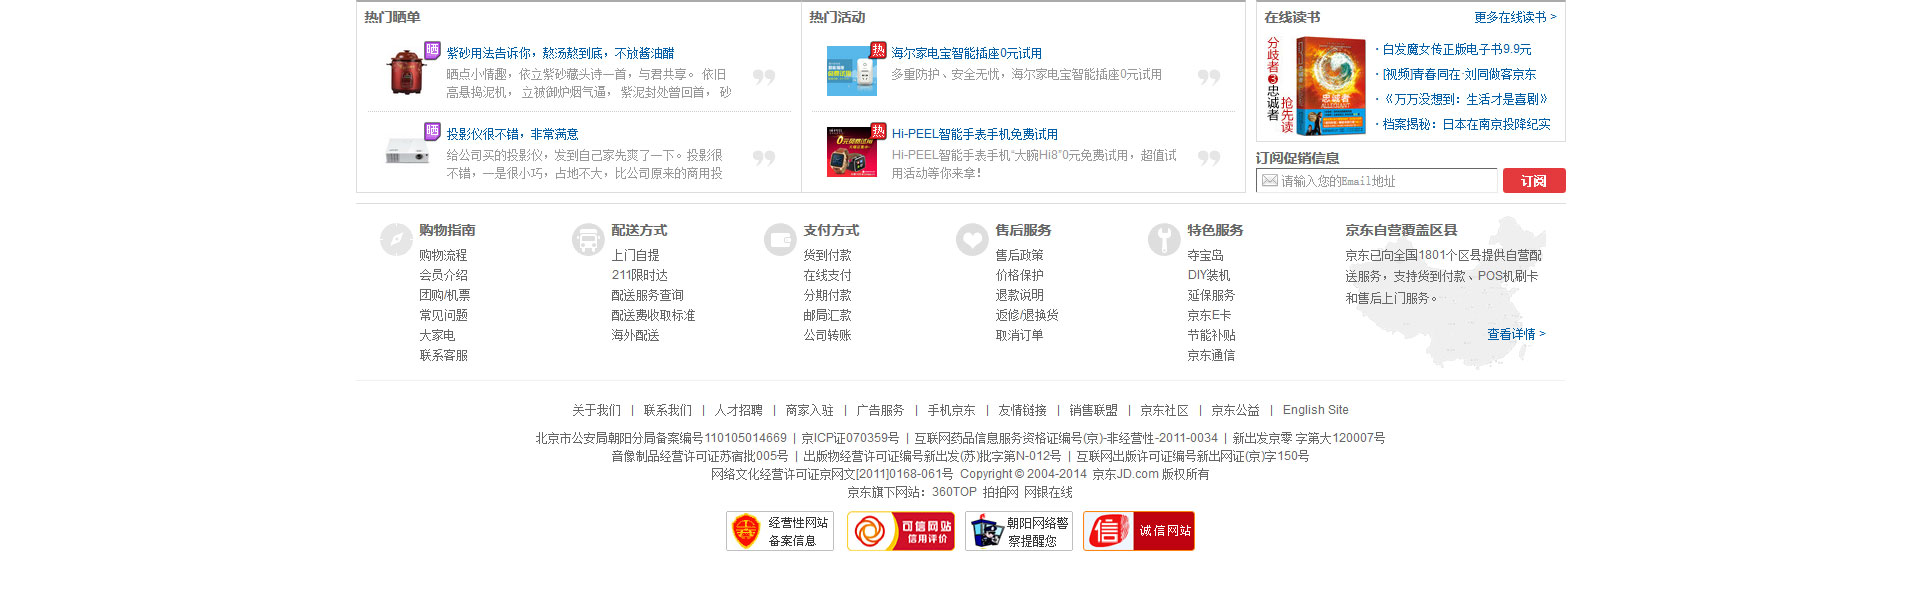 热门晒单
晒
紫砂用法告诉你，熬汤熬到底，不放酱油醋
晒点小情趣，依立紫砂藏头诗一首，与君共享。 依旧
高悬捣泥机， 立被御炉烟气逼， 紫泥封处曾回首， 砂
晒
投影仪很不错，非常满意
给公司买的投影仪，发到自己家先爽了一下。投影很
不错，一是很小巧，占地不大，比公司原来的商用投
热门活动
热
海尔家电宝智能插座0元试用
多重防护、安全无忧，海尔家电宝智能插座0元试用
热
Hi-PEEL智能手表手机免费试用
Hi-PEEL智能手表手机“大腕Hi8”0元免费试用，超值试
用活动等你来拿！
在线读书
更多在线读书 >
分歧者3忠诚者
抢先读
忠诚者
ALLEGIANT
· 白发魔女传正版电子书9.9元
· [视频]青春同在·刘同做客京东
· 《万万没想到：生活才是喜剧》
· 档案揭秘：日本在南京投降纪实
订阅促销信息
请输入您的Email地址
订阅
购物指南
购物流程
会员介绍
团购/机票
常见问题
大家电
联系客服
配送方式
上门自提
211限时达
配送服务查询
配送费收取标准
海外配送
支付方式
货到付款
在线支付
分期付款
邮局汇款
公司转账
售后服务
售后政策
价格保护
退款说明
返修/退换货
取消订单
特色服务
夺宝岛
DIY装机
延保服务
京东E卡
节能补贴
京东通信
京东自营覆盖区县
京东已向全国1801个区县提供自营配
送服务，支持货到付款、POS机刷卡
和售后上门服务。
查看详情 >
关于我们 | 联系我们 | 人才招聘 | 商家入驻 | 广告服务 | 手机京东 | 友情链接 | 销售联盟 | 京东社区 | 京东公益 | English Site
北京市公安局朝阳分局备案编号110105014669 | 京ICP证070359号 | 互联网药品信息服务资格证编号(京)-非经营性-2011-0034 | 新出发京零 字第大120007号
音像制品经营许可证苏宿批005号 | 出版物经营许可证编号新出发(苏)批字第N-012号 | 互联网出版许可证编号新出网证(京)字150号
网络文化经营许可证京网文[2011]0168-061号 Copyright © 2004-2014 京东JD.com 版权所有
京东旗下网站：360TOP 拍拍网 网银在线
经营性网站
备案信息
可信网站
信用评价
朝阳网络警
察提醒您
信
诚信网站